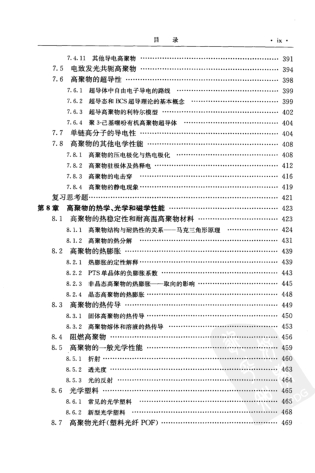 目 录 · ix ·
7.4.11 其他导电高聚物 …… 391
7.5 电致发光共轭高聚物 …… 394
7.6 高聚物的超导性 …… 398
7.6.1 超导体中自由电子导电的路线 …… 399
7.6.2 超导态和BCS超导理论的基本概念 …… 399
7.6.3 超导高聚物的利特尔模型 …… 402
7.6.4 聚3-己基噻吩有机高聚物超导体 …… 404
7.7 单链高分子的导电性 …… 404
7.8 高聚物的其他电学性能 …… 408
7.8.1 高聚物的压电极化与热电极化 …… 408
7.8.2 高聚物驻极体及热释电 …… 412
7.8.3 高聚物的电击穿 …… 416
7.8.4 高聚物的静电现象 …… 419
复习思考题 …… 421
第8章 高聚物的热学、光学和磁学性能 …… 423
8.1 高聚物的热稳定性和耐高温高聚物材料 …… 423
8.1.1 高聚物结构与耐热性的关系——马克三角形原理 …… 424
8.1.2 高聚物的热分解 …… 432
8.2 高聚物的热膨胀 …… 440
8.2.1 热膨胀的定性解释 …… 441
8.2.2 PTS单晶体的负膨胀系数 …… 443
8.2.3 非晶态高聚物的热膨胀——取向的影响 …… 445
8.2.4 晶态高聚物的热膨胀 …… 448
8.3 高聚物的热传导 …… 449
8.3.1 固体高聚物的热传导 …… 450
8.3.2 高聚物熔体和溶液的热传导 …… 453
8.4 阻燃高聚物 …… 454
8.5 高聚物的一般光学性能 …… 459
8.5.1 折射 …… 460
8.5.2 透光度 …… 461
8.5.3 光的反射 …… 463
8.6 光学塑料 …… 465
8.6.1 常见的光学塑料 …… 466
8.6.2 新型光学塑料 …… 468
8.7 高聚物光纤(塑料光纤POF) …… 469